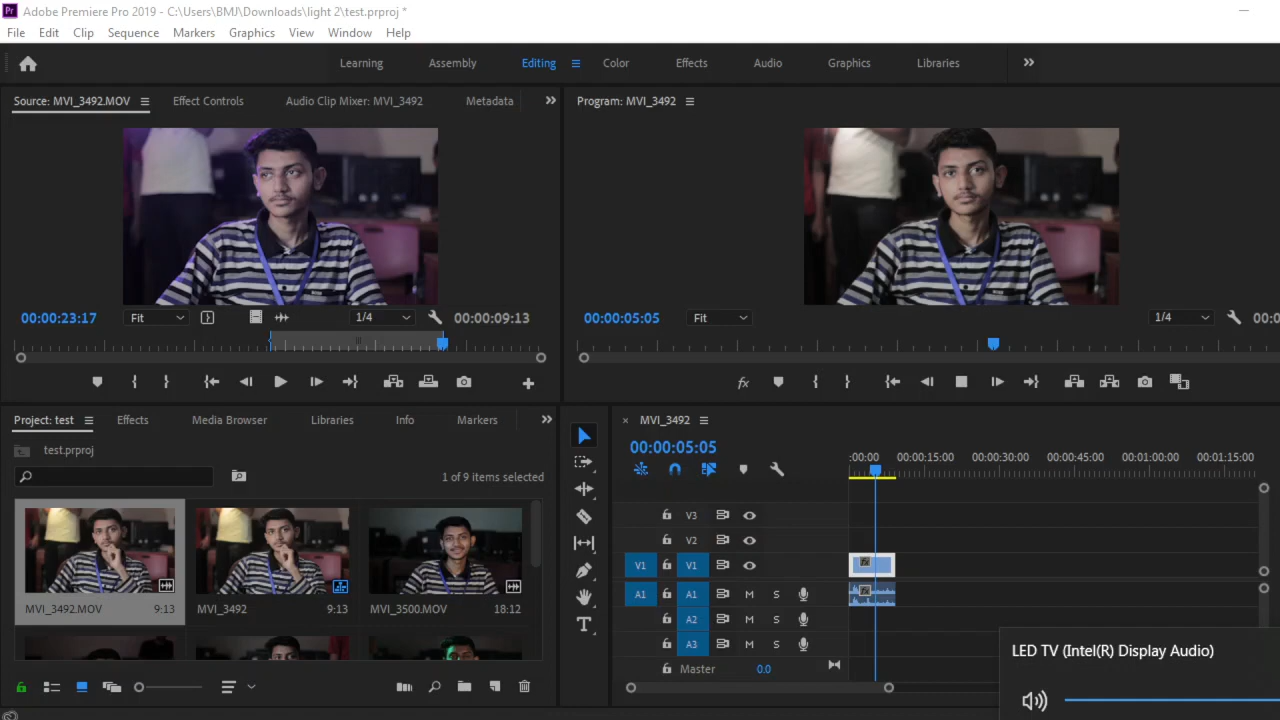 Pr Adobe Premiere Pro 2019 - C:\Users\BMJ\Downloads\light 2\test.prproj *
File Edit Clip Sequence Markers Graphics View Window Help
Learning Assembly Editing Color Effects Audio Graphics Libraries
Source: MVI_3492.MOV Effect Controls Audio Clip Mixer: MVI_3492 Metadata
Program: MVI_3492
00:00:23:17 Fit 1/4 00:00:09:13
00:00:05:05 Fit 1/4 00:0
Project: test Effects Media Browser Libraries Info Markers
MVI_3492
test.prproj
00:00:05:05
1 of 9 items selected
:00:00 00:00:15:00 00:00:30:00 00:00:45:00 00:01:00:00 00:01:15:00
V3
V2
V1 V1
A1 A1 M S
A2 M S
A3 M S
Master 0.0
MVI_3492.MOV 9:13
MVI_3492 9:13
MVI_3500.MOV 18:12
LED TV (Intel(R) Display Audio)